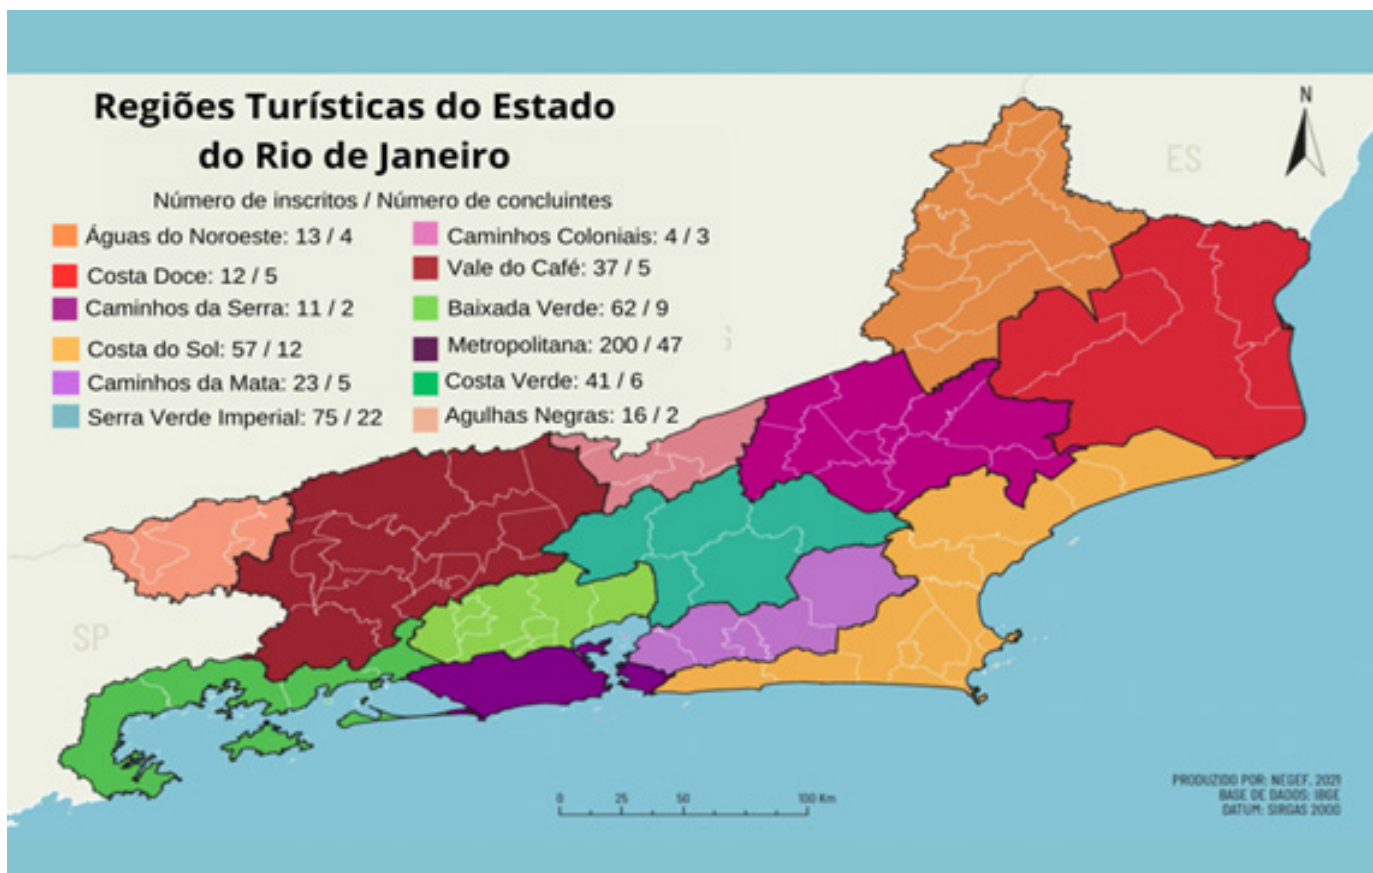 Regiões Turísticas do Estado
do Rio de Janeiro
Número de inscritos / Número de concluintes
Águas do Noroeste: 13 / 4
Costa Doce: 12 / 5
Caminhos da Serra: 11 / 2
Costa do Sol: 57 / 12
Caminhos da Mata: 23 / 5
Serra Verde Imperial: 75 / 22
Caminhos Coloniais: 4 / 3
Vale do Café: 37 / 5
Baixada Verde: 62 / 9
Metropolitana: 200 / 47
Costa Verde: 41 / 6
Agulhas Negras: 16 / 2
N
ES
SP
0 25 50 100 Km
PRODUZIDO POR: NEGEF, 2021
BASE DE DADOS: IBGE
DATUM: SIRGAS 2000